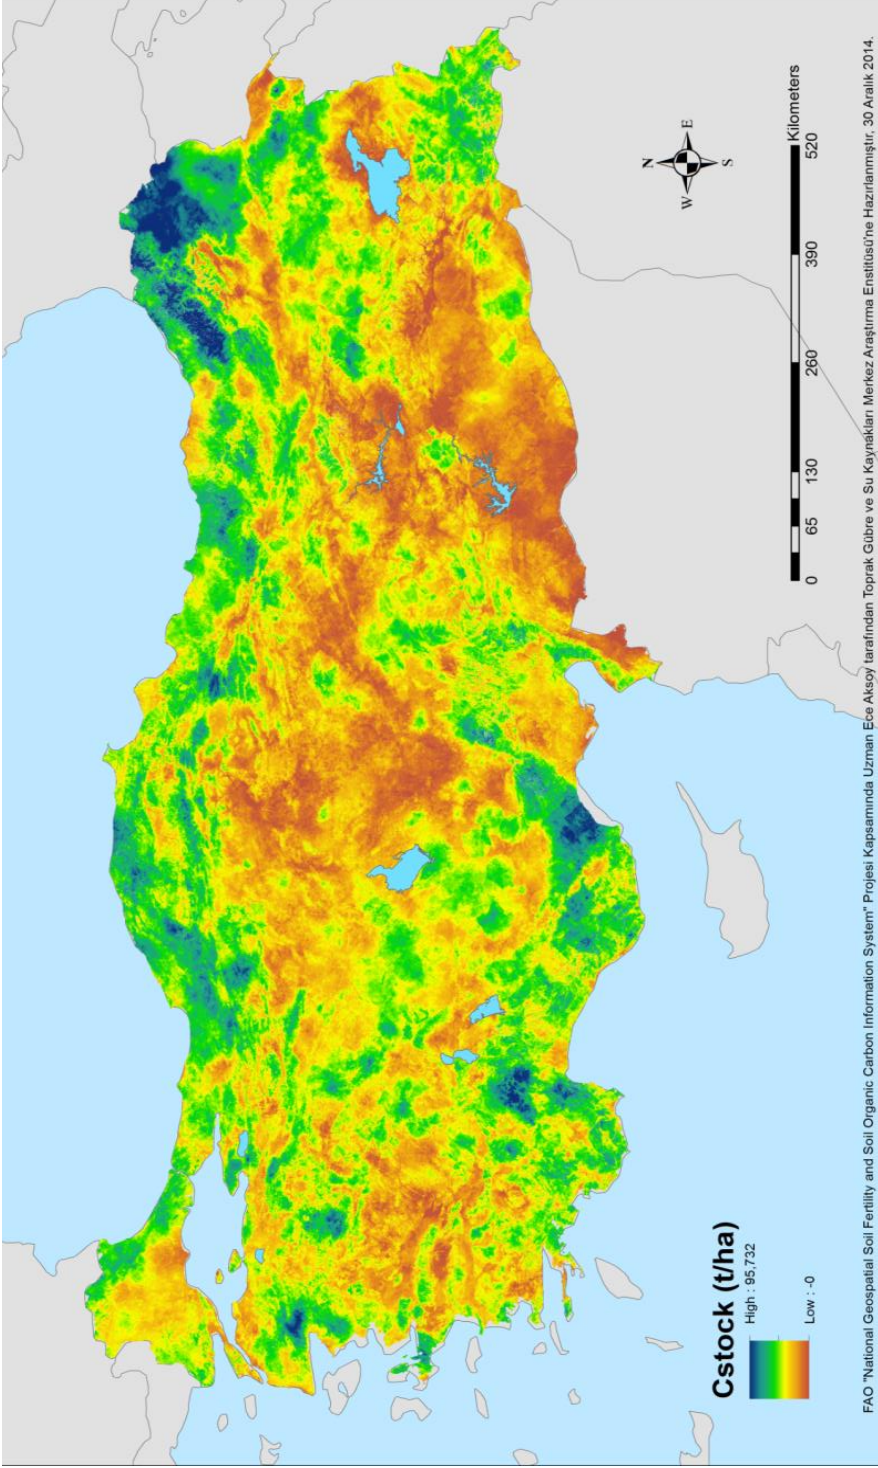 N
W E
S
Cstock (t/ha)
High : 95,732
Low : -0
Kilometers
0 65 130 260 390 520
FAO "National Geospatial Soil Fertility and Soil Organic Carbon Information System" Projesi Kapsamında Uzman Ece Aksoy tarafından Toprak Gübre ve Su Kaynakları Merkez Araştırma Enstitüsü'ne Hazırlanmıştır, 30 Aralık 2014.